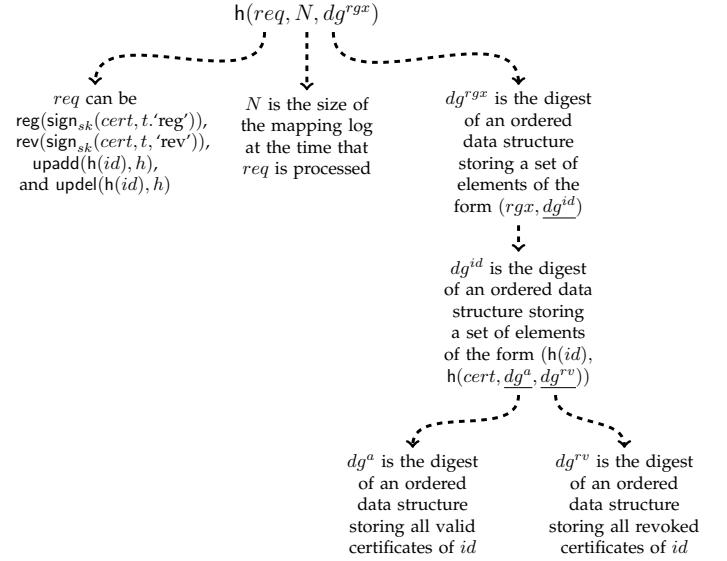 h(req, N, dg^{rgx})
req can be
reg(sign_{sk}(cert, t.‘reg’)),
rev(sign_{sk}(cert, t, ‘rev’)),
upadd(h(id), h),
and updel(h(id), h)
N is the size of
the mapping log
at the time that
req is processed
dg^{rgx} is the digest
of an ordered
data structure
storing a set of
elements of the
form (rgx, dg^{id})
dg^{id} is the digest
of an ordered data
structure storing
a set of elements
of the form (h(id),
h(cert, dg^{a}, dg^{rv}))
dg^{a} is the digest
of an ordered
data structure
storing all valid
certificates of id
dg^{rv} is the digest
of an ordered
data structure
storing all revoked
certificates of id